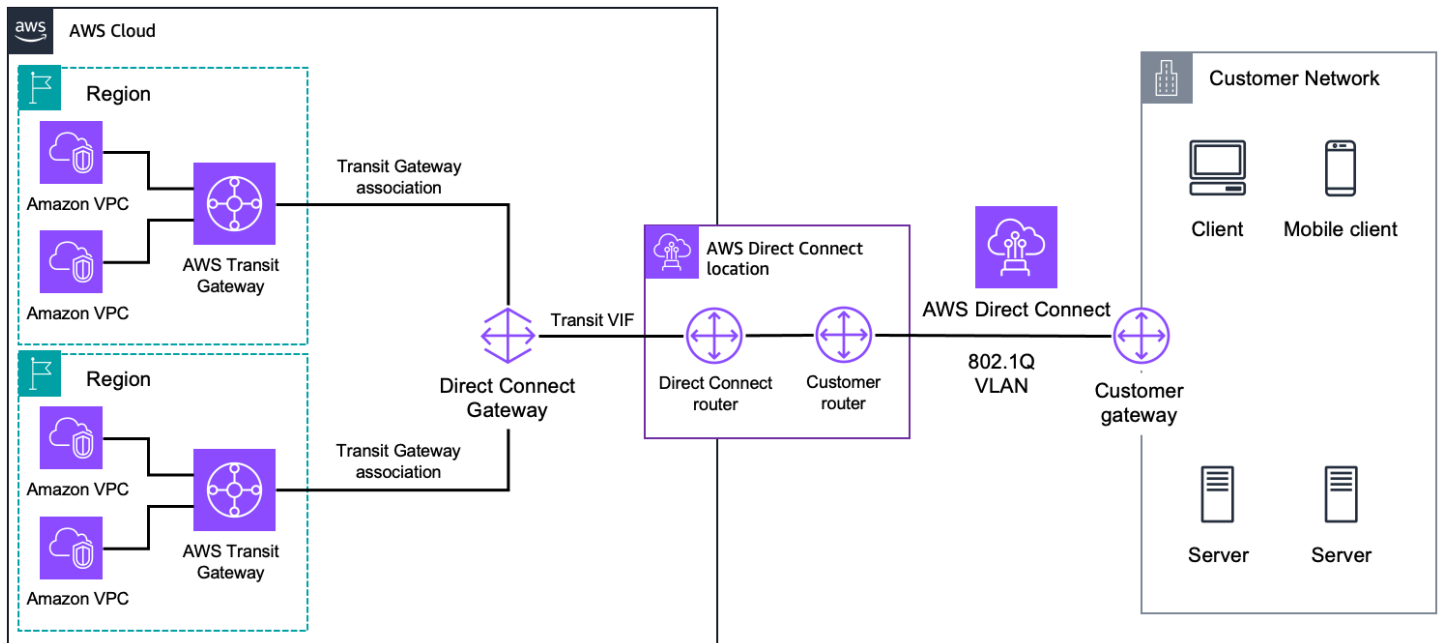 aws
AWS Cloud
Region
Amazon VPC
Amazon VPC
AWS Transit
Gateway
Transit Gateway
association
Region
Amazon VPC
Amazon VPC
AWS Transit
Gateway
Transit Gateway
association
Direct Connect
Gateway
Transit VIF
AWS Direct Connect
location
Direct Connect
router
Customer
router
AWS Direct Connect
802.1Q
VLAN
Customer
gateway
Customer Network
Client
Mobile client
Server
Server